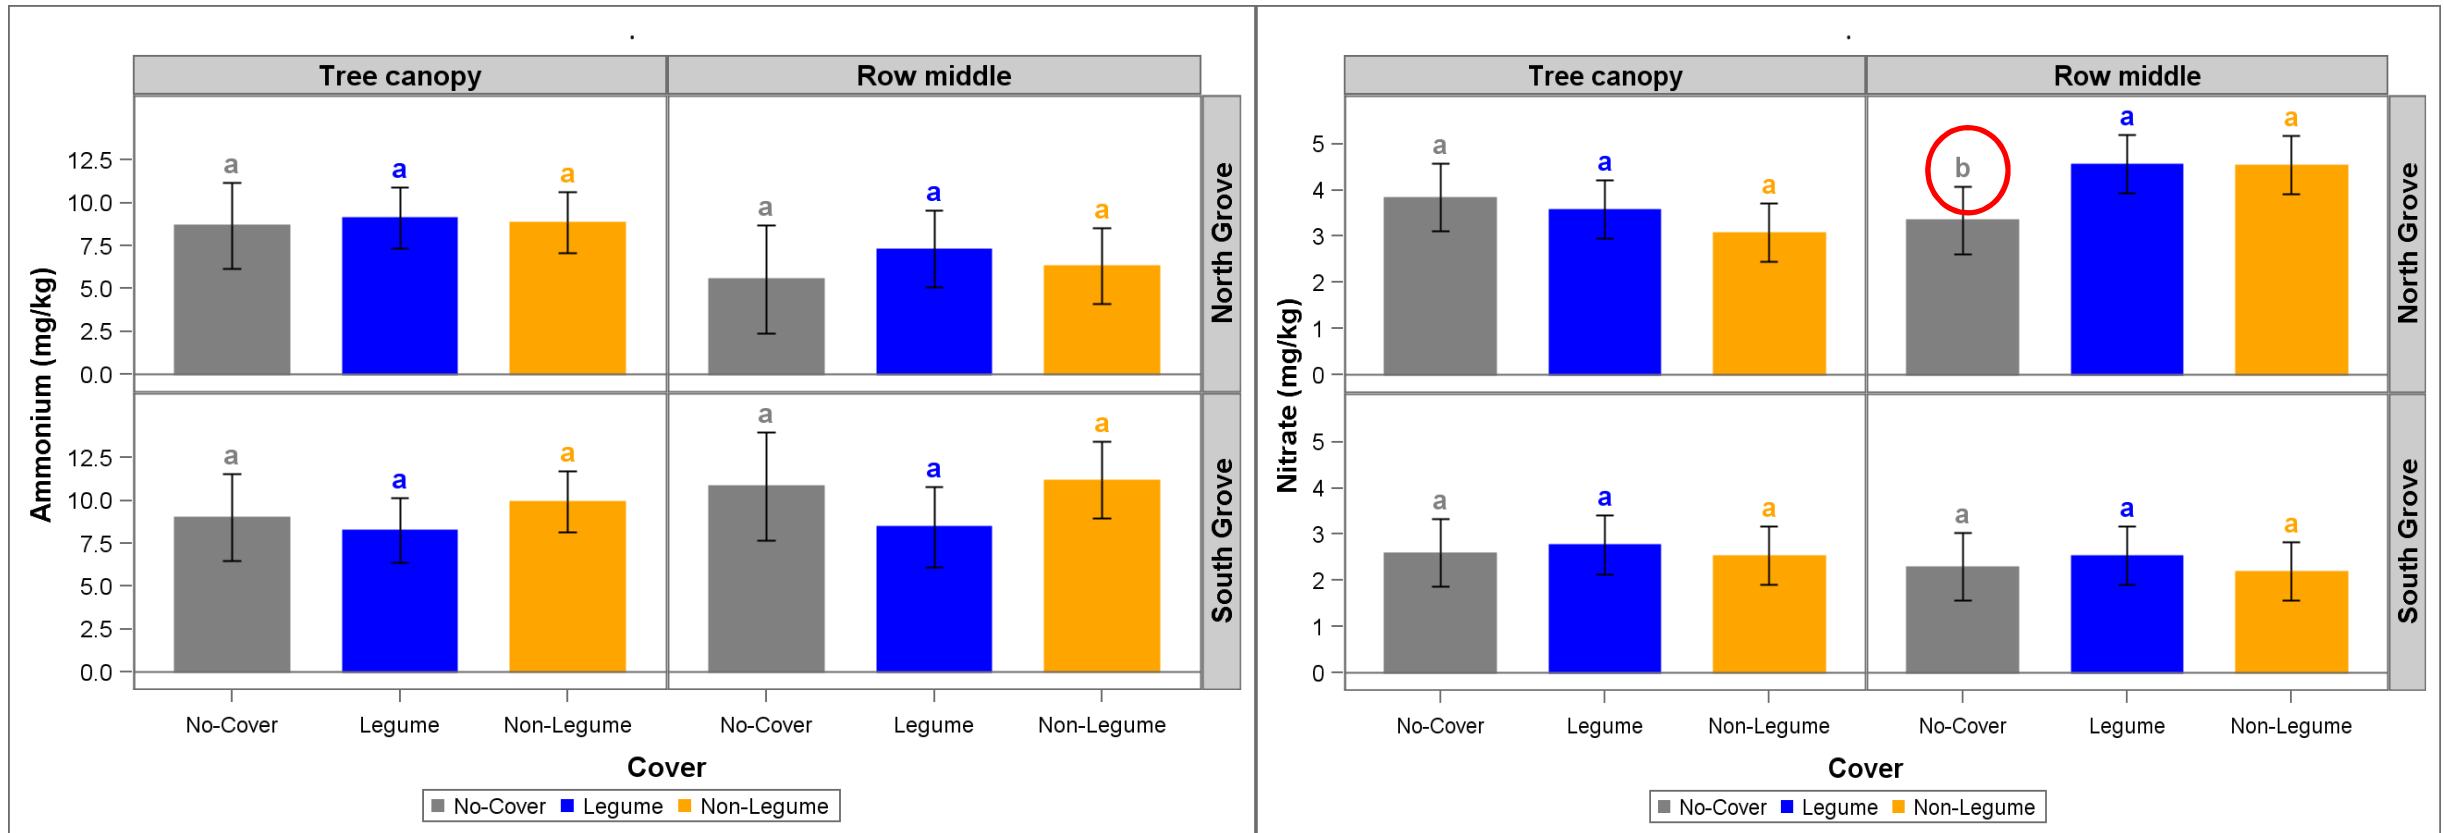 .
Tree canopy Row middle
a a a a a a
12.5
10.0
7.5
5.0
2.5
0.0
North Grove
a a a a a a
12.5
10.0
7.5
5.0
2.5
0.0
South Grove
Ammonium (mg/kg)
No-Cover Legume Non-Legume No-Cover Legume Non-Legume
Cover
No-Cover Legume Non-Legume
.
Tree canopy Row middle
a a a b a a
5
4
3
2
1
0
North Grove
a a a a a a
5
4
3
2
1
0
South Grove
Nitrate (mg/kg)
No-Cover Legume Non-Legume No-Cover Legume Non-Legume
Cover
No-Cover Legume Non-Legume